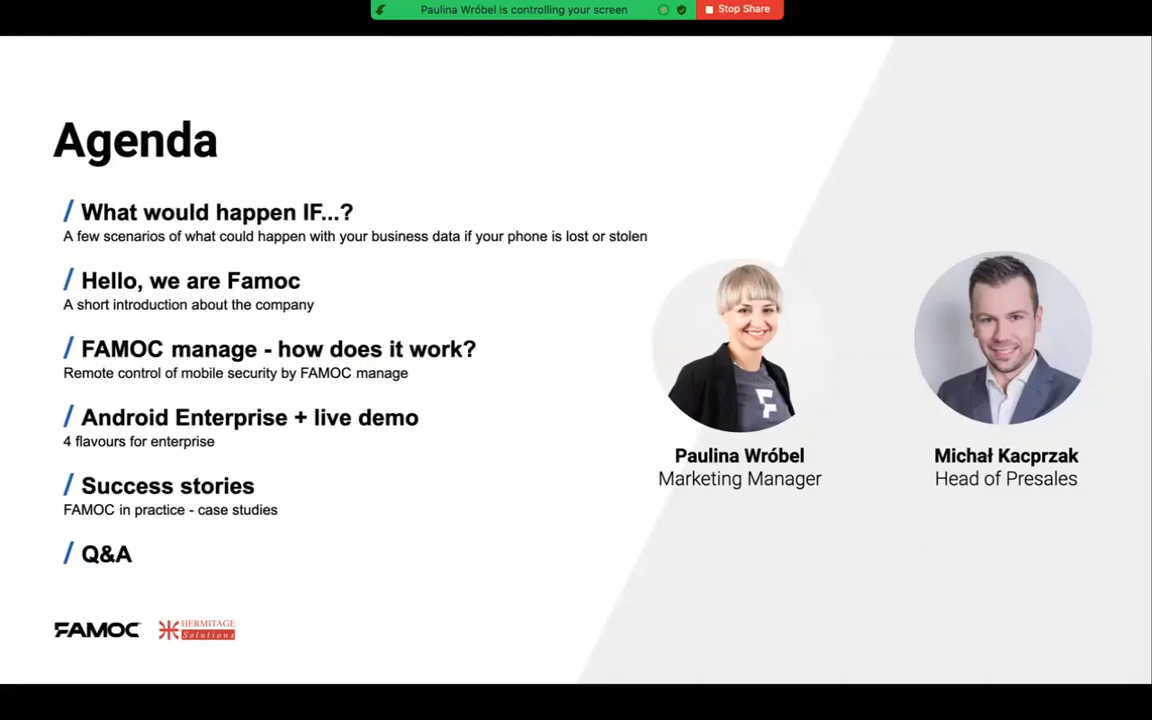 Paulina Wróbel is controlling your screen
Stop Share
Agenda
/ What would happen IF...?
A few scenarios of what could happen with your business data if your phone is lost or stolen
/ Hello, we are Famoc
A short introduction about the company
/ FAMOC manage - how does it work?
Remote control of mobile security by FAMOC manage
/ Android Enterprise + live demo
4 flavours for enterprise
/ Success stories
FAMOC in practice - case studies
/ Q&A
Paulina Wróbel
Marketing Manager
Michał Kacprzak
Head of Presales
FAMOC
HERMITAGE
Solutions